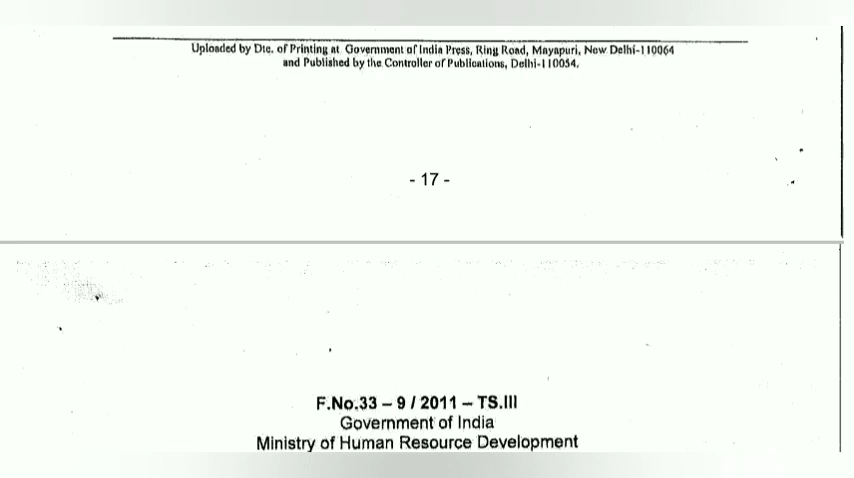 Uploaded by Dte. of Printing at Government of India Press, Ring Road, Mayapuri, New Delhi-110064
and Published by the Controller of Publications, Delhi-110054.
- 17 -
F.No.33 – 9 / 2011 – TS.III
Government of India
Ministry of Human Resource Development